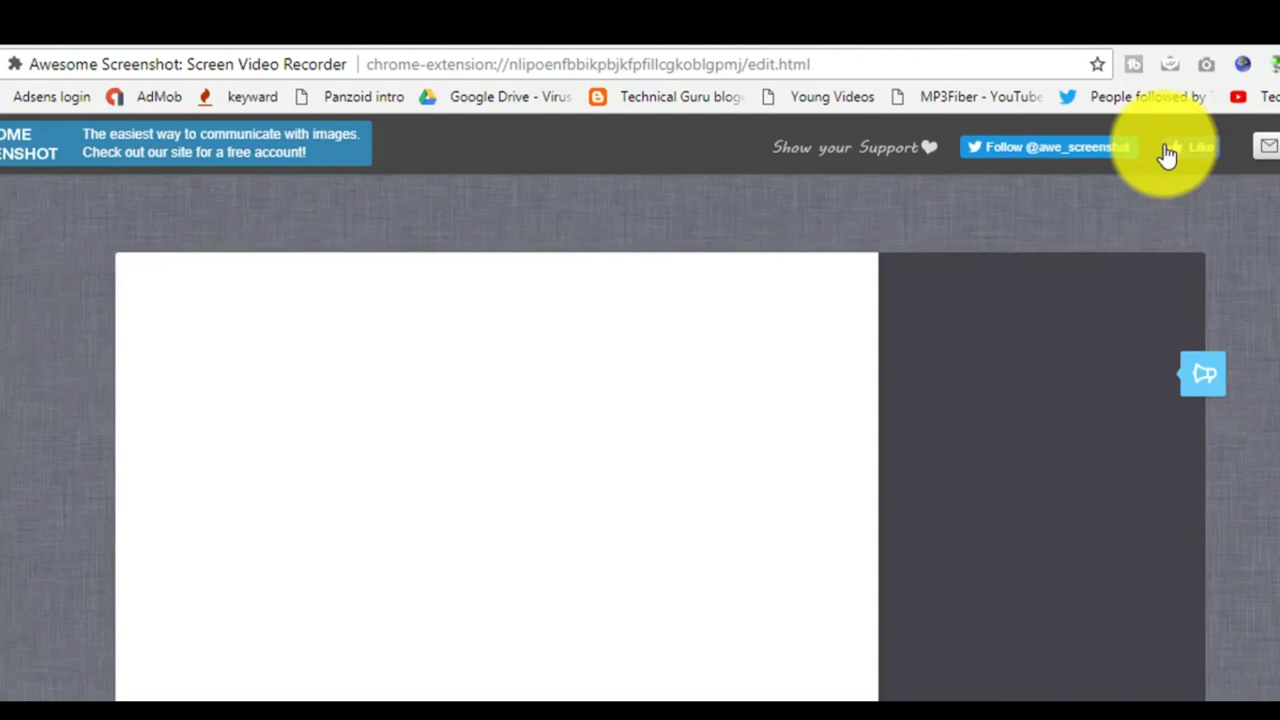 Awesome Screenshot: Screen Video Recorder
chrome-extension://nlipoenfbbikpbjkfpfillcgkoblgpmj/edit.html
Adsens login
AdMob
keyward
Panzoid intro
Google Drive - Virus
Technical Guru blog
Young Videos
MP3Fiber - YouTube
People followed by
Tec
OME
ENSHOT
The easiest way to communicate with images.
Check out our site for a free account!
Show your Support
Follow @awe_screenshot
Like